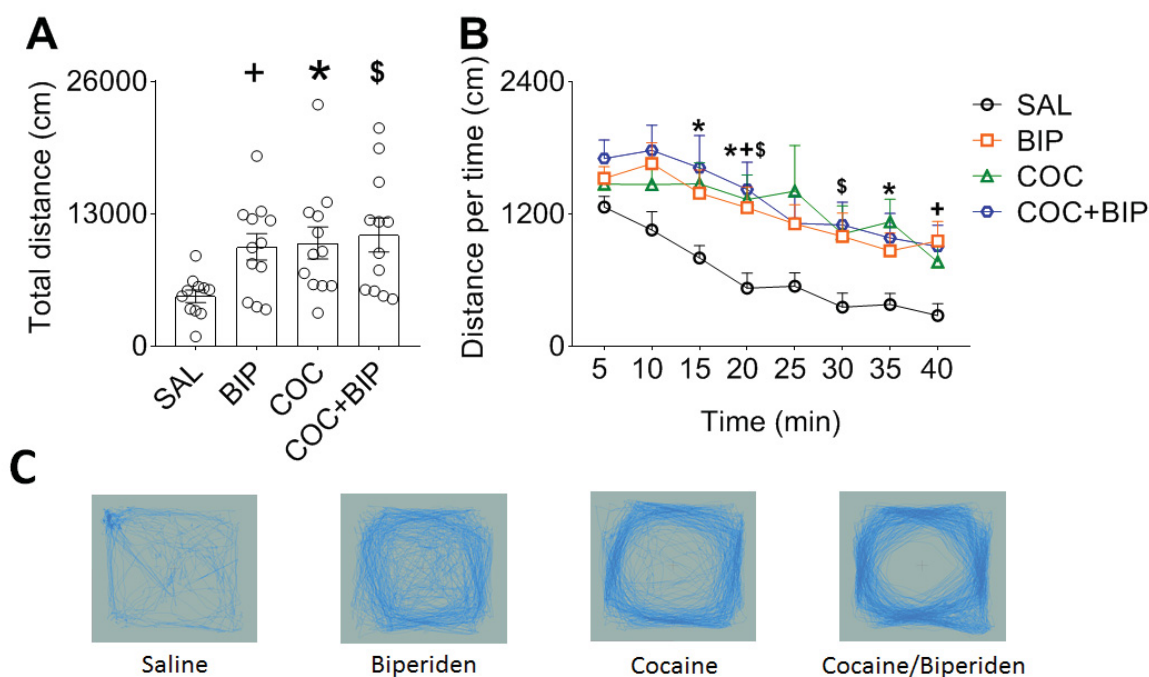 A
Total distance (cm)
26000
13000
0
+
*
$
SAL
BIP
COC
COC+BIP
B
Distance per time (cm)
2400
1200
0
*
*+$
$
*
+
5 10 15 20 25 30 35 40
Time (min)
SAL
BIP
COC
COC+BIP
C
Saline
Biperiden
Cocaine
Cocaine/Biperiden